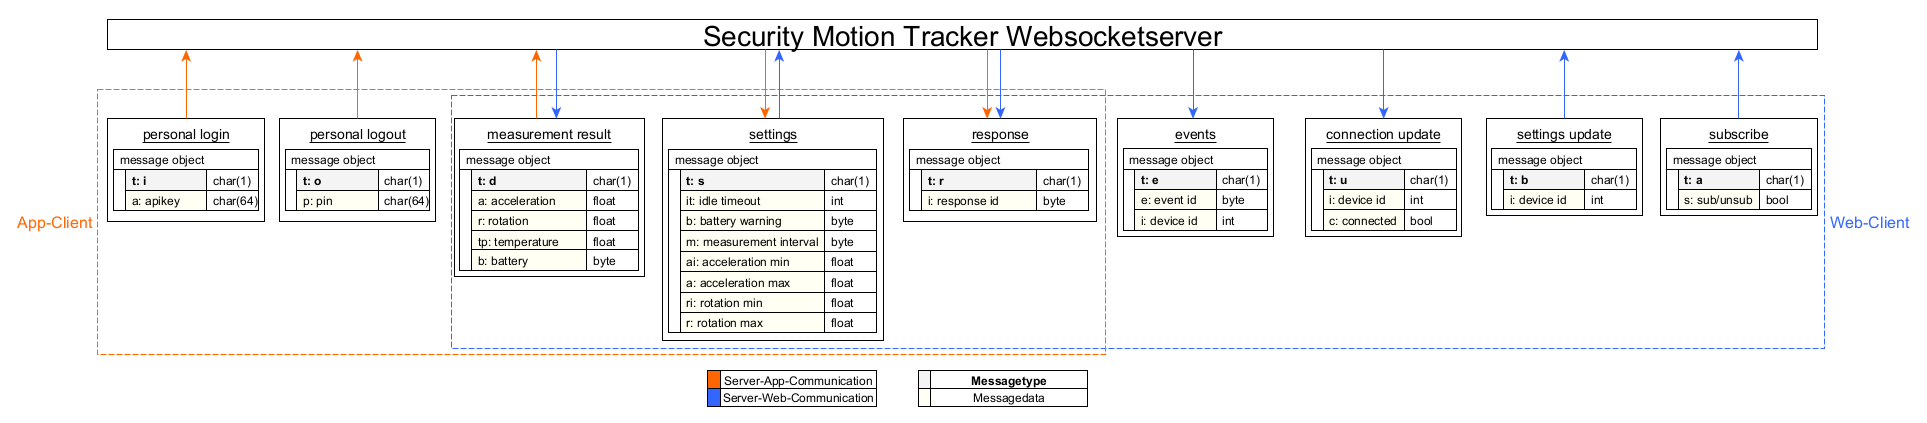 Security Motion Tracker Websocketserver
App-Client
personal login
message object
t: i char(1)
a: apikey char(64)
personal logout
message object
t: o char(1)
p: pin char(64)
measurement result
message object
t: d char(1)
a: acceleration float
r: rotation float
tp: temperature float
b: battery byte
settings
message object
t: s char(1)
it: idle timeout int
b: battery warning byte
m: measurement interval byte
ai: acceleration min float
a: acceleration max float
ri: rotation min float
r: rotation max float
response
message object
t: r char(1)
i: response id byte
events
message object
t: e char(1)
e: event id byte
i: device id int
connection update
message object
t: u char(1)
i: device id int
c: connected bool
settings update
message object
t: b char(1)
i: device id int
subscribe
message object
t: a char(1)
s: sub/unsub bool
Web-Client
Server-App-Communication
Server-Web-Communication
Messagetype
Messagedata